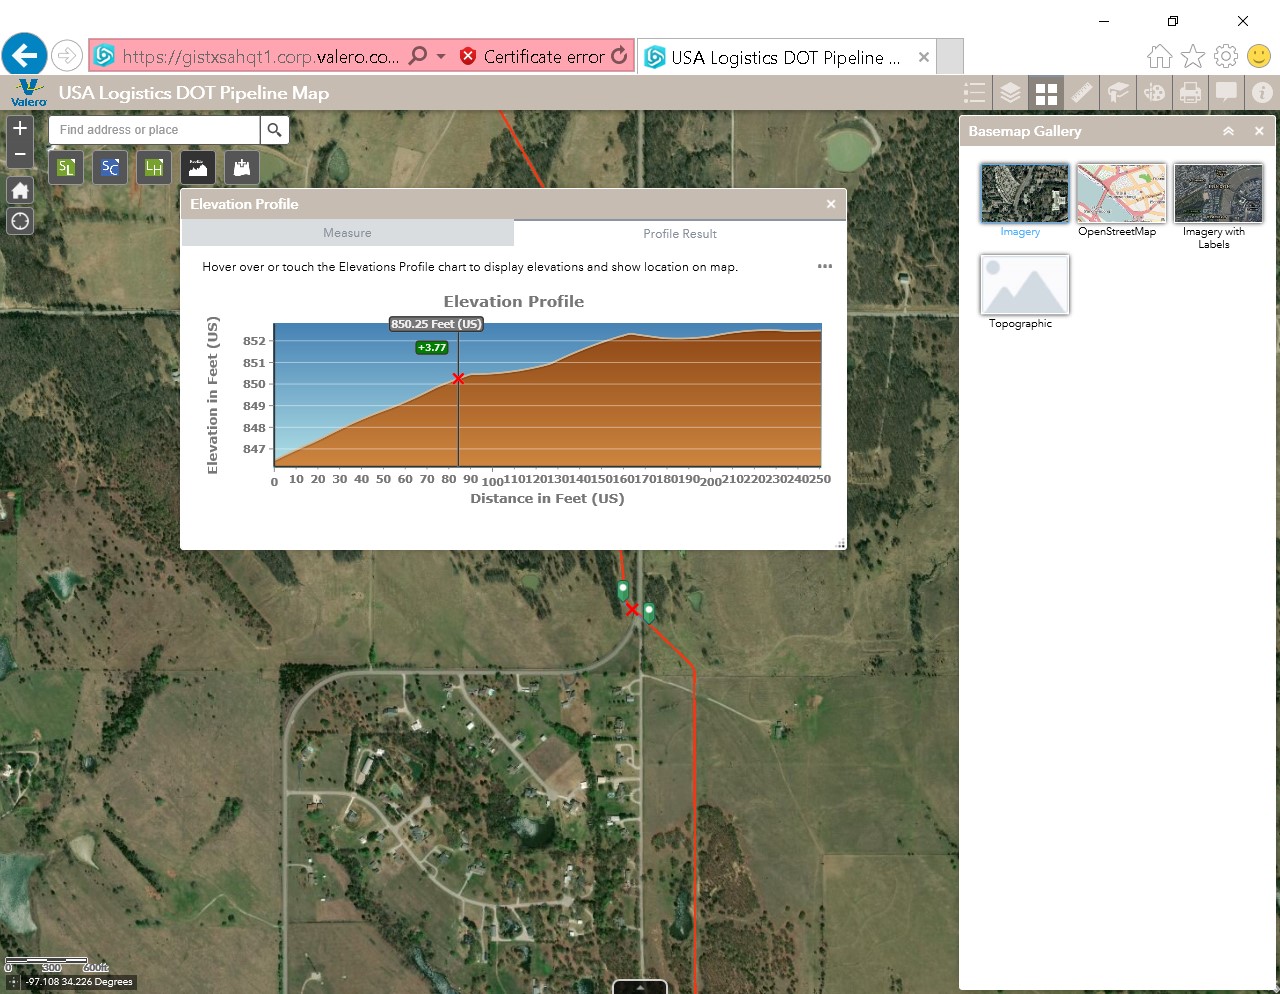 https://gistxsahqt1.corp.valero.co... Certificate error
USA Logistics DOT Pipeline ...
Valero
USA Logistics DOT Pipeline Map
Find address or place
SL
SC
LH
Profile
Elevation Profile
Measure
Profile Result
Hover over or touch the Elevations Profile chart to display elevations and show location on map.
Elevation Profile
850.25 Feet (US)
+3.77
Elevation in Feet (US)
852
851
850
849
848
847
0 10 20 30 40 50 60 70 80 90 100 110 120 130 140 150 160 170 180 190 200 210 220 230 240 250
Distance in Feet (US)
Basemap Gallery
Imagery
OpenStreetMap
Imagery with
Labels
Topographic
0 300 600ft
-97.108 34.226 Degrees